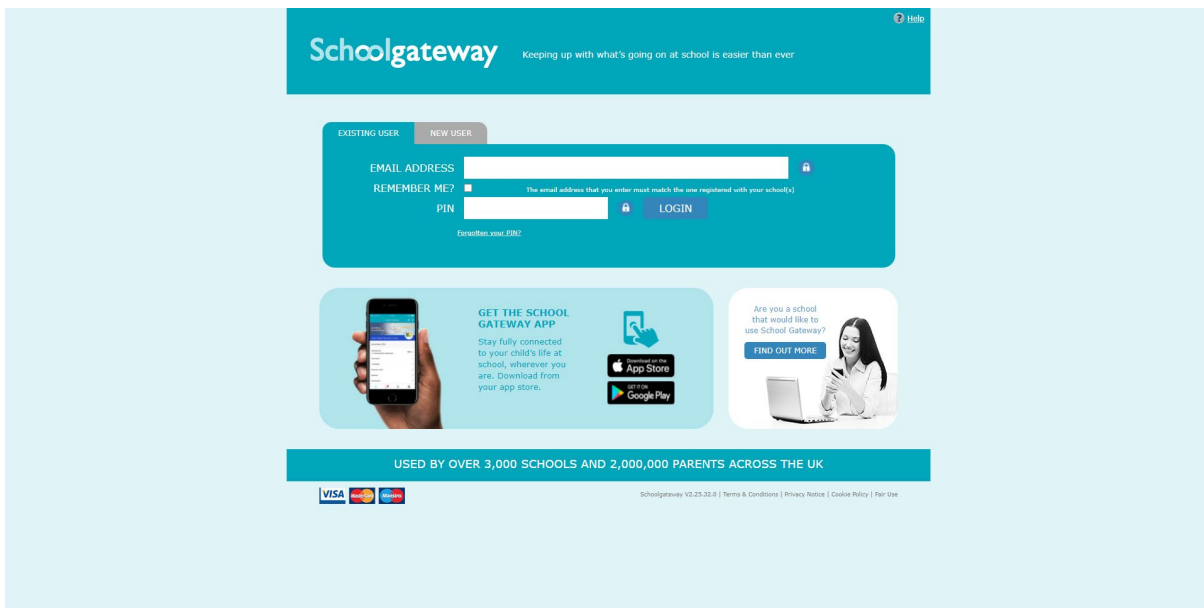 Help
Schoolgateway
Keeping up with what's going on at school is easier than ever
EXISTING USER
NEW USER
EMAIL ADDRESS
REMEMBER ME?
The email address that you enter must match the one registered with your school(s)
PIN
LOGIN
Forgotten your PIN?
GET THE SCHOOL
GATEWAY APP
Stay fully connected
to your child's life at
school, wherever you
are. Download from
your app store.
Download on the
App Store
GET IT ON
Google Play
Are you a school
that would like to
use School Gateway?
FIND OUT MORE
USED BY OVER 3,000 SCHOOLS AND 2,000,000 PARENTS ACROSS THE UK
VISA
MasterCard
Maestro
Schoolgateway V2.25.32.0 | Terms & Conditions | Privacy Notice | Cookie Policy | Fair Use